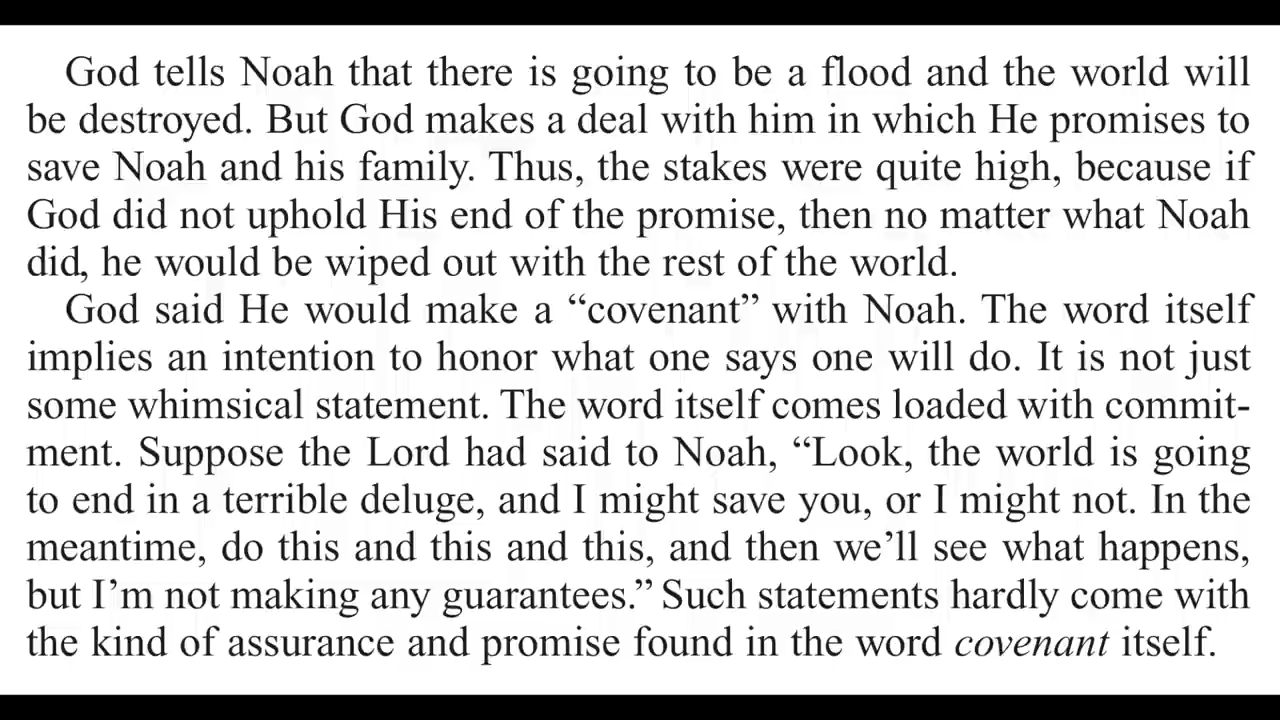 God tells Noah that there is going to be a flood and the world will
be destroyed. But God makes a deal with him in which He promises to
save Noah and his family. Thus, the stakes were quite high, because if
God did not uphold His end of the promise, then no matter what Noah
did, he would be wiped out with the rest of the world.
God said He would make a “covenant” with Noah. The word itself
implies an intention to honor what one says one will do. It is not just
some whimsical statement. The word itself comes loaded with commit-
ment. Suppose the Lord had said to Noah, “Look, the world is going
to end in a terrible deluge, and I might save you, or I might not. In the
meantime, do this and this and this, and then we’ll see what happens,
but I’m not making any guarantees.” Such statements hardly come with
the kind of assurance and promise found in the word covenant itself.